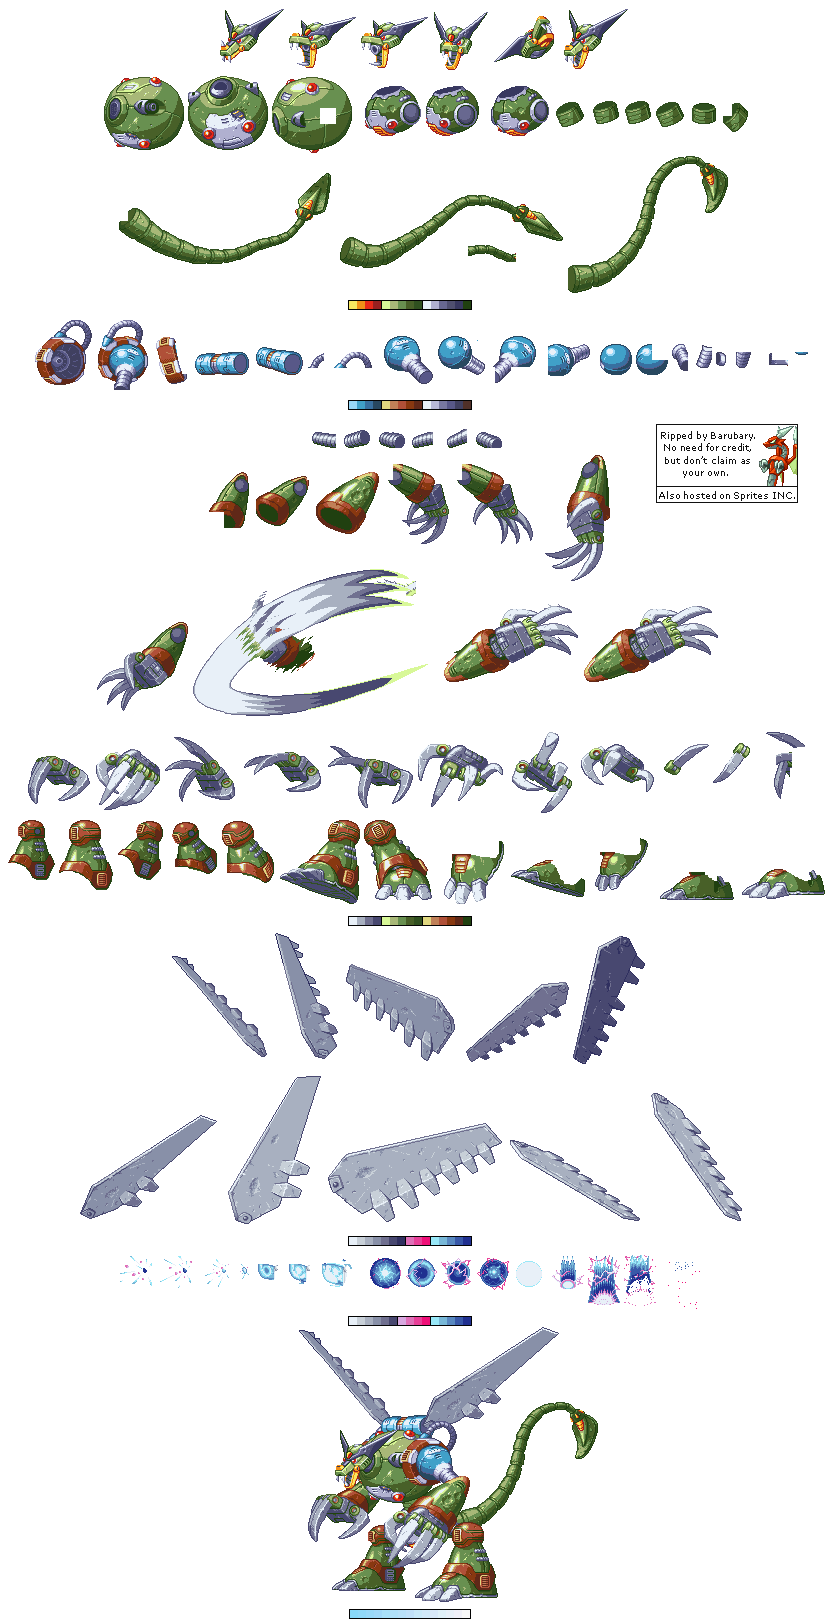 Ripped by Barubary.
No need for credit,
but don't claim as
your own.
Also hosted on Sprites INC.